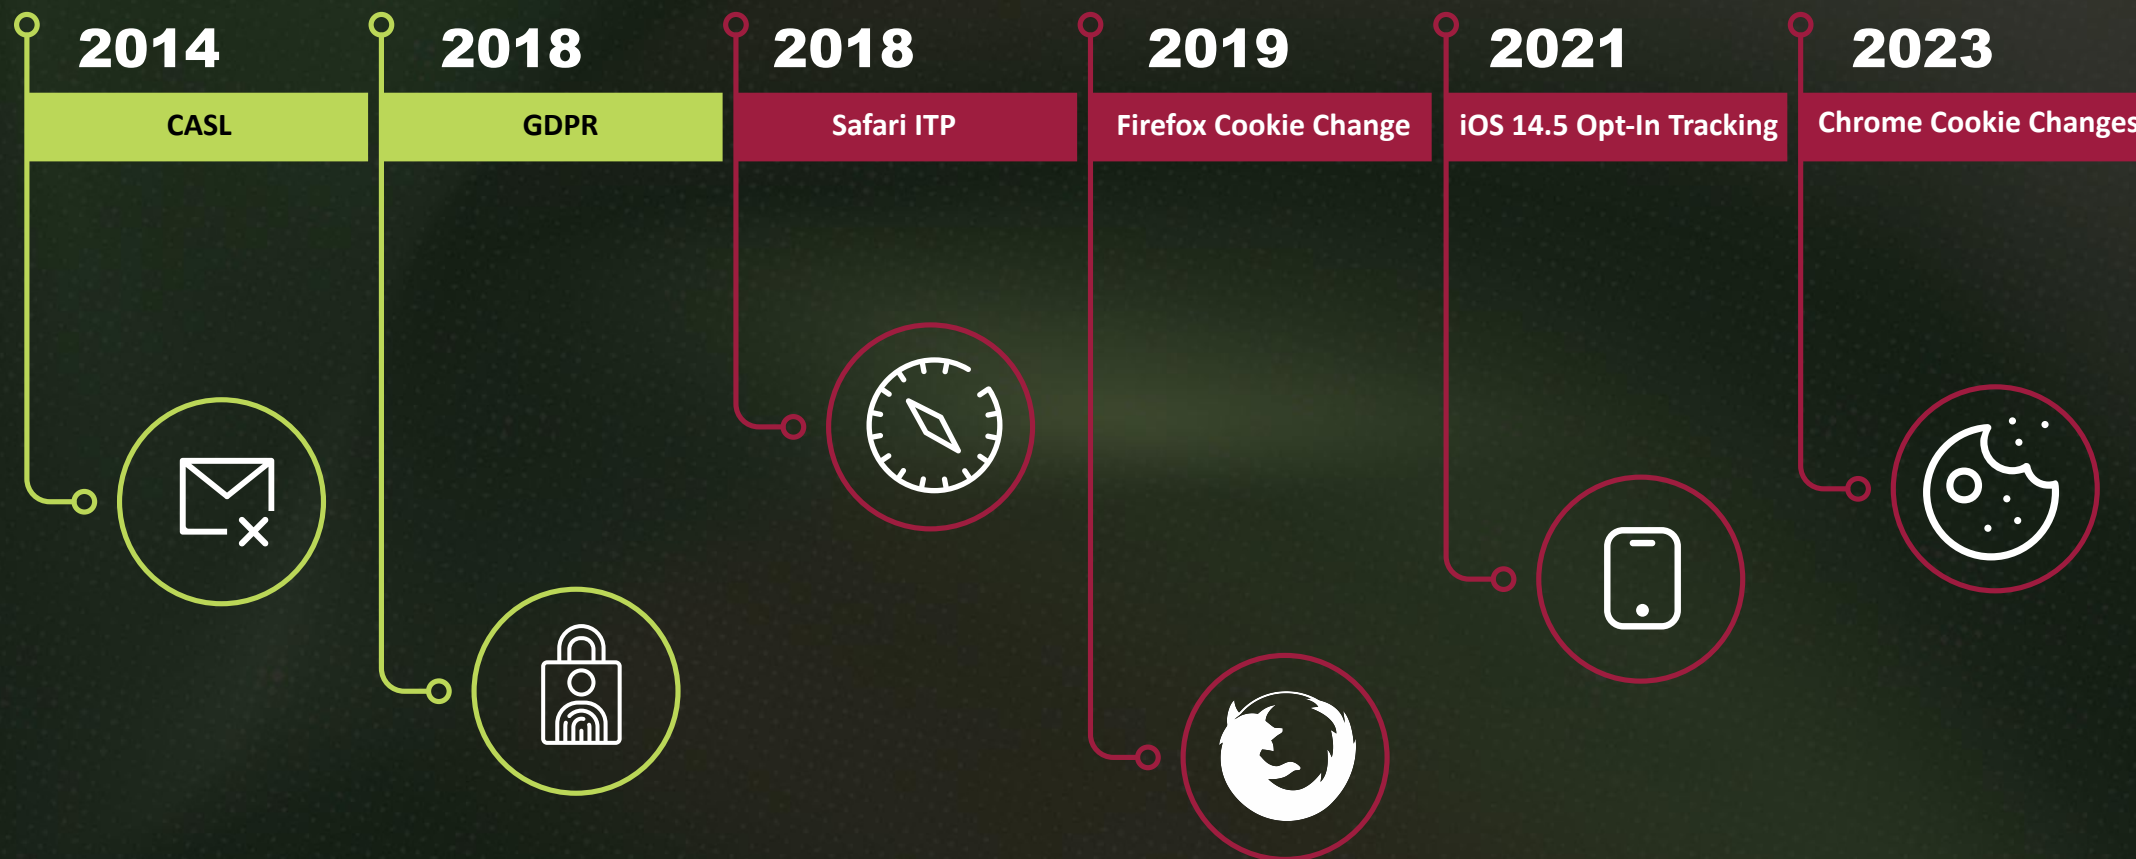 2014
CASL
2018
GDPR
2018
Safari ITP
2019
Firefox Cookie Change
2021
iOS 14.5 Opt-In Tracking
2023
Chrome Cookie Changes